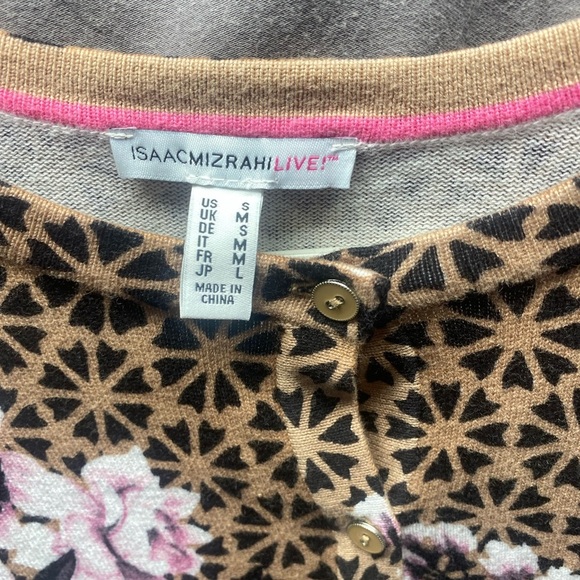 ISAACMIZRAHILIVE!™
US S
UK M
DE S
IT M
FR M
JP L
MADE IN
CHINA